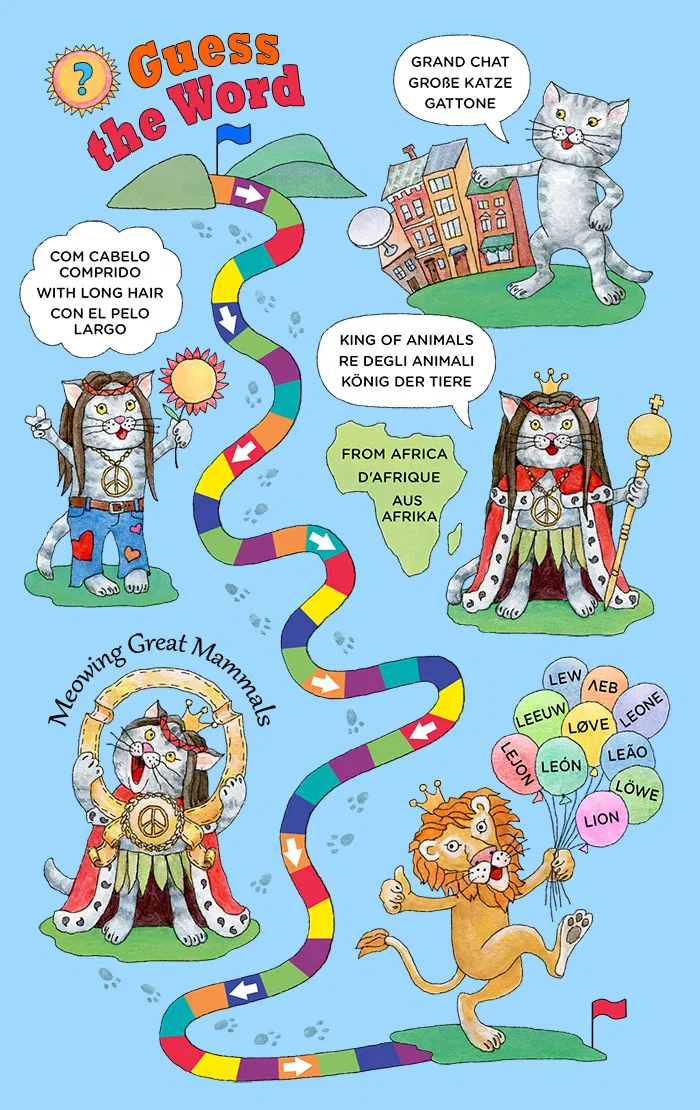 ?
Guess
the Word
GRAND CHAT
GROßE KATZE
GATTONE
COM CABELO
COMPRIDO
WITH LONG HAIR
CON EL PELO
LARGO
KING OF ANIMALS
RE DEGLI ANIMALI
KÖNIG DER TIERE
FROM AFRICA
D'AFRIQUE
AUS
AFRIKA
Meowing Great Mammals
LEW
ΛEB
LEONE
LEEUW
LØVE
LEJON
LEÓN
LEÃO
LÖWE
LION